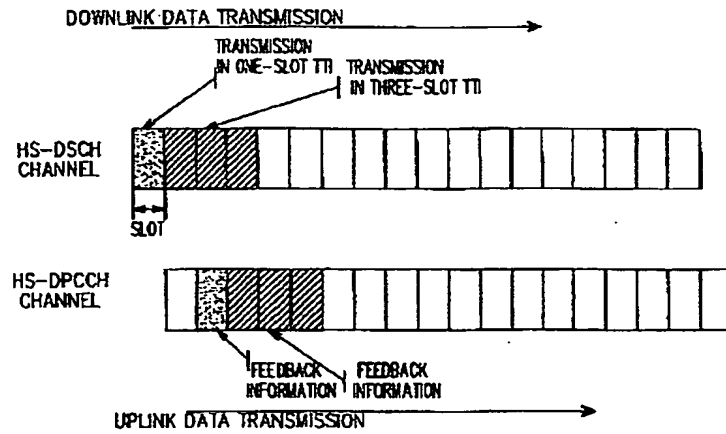 DOWNLINK DATA TRANSMISSION
TRANSMISSION
IN ONE-SLOT TTI
TRANSMISSION
IN THREE-SLOT TTI
HS-DSCH
CHANNEL
SLOT
HS-DPCCH
CHANNEL
FEEDBACK
INFORMATION
FEEDBACK
INFORMATION
UPLINK DATA TRANSMISSION